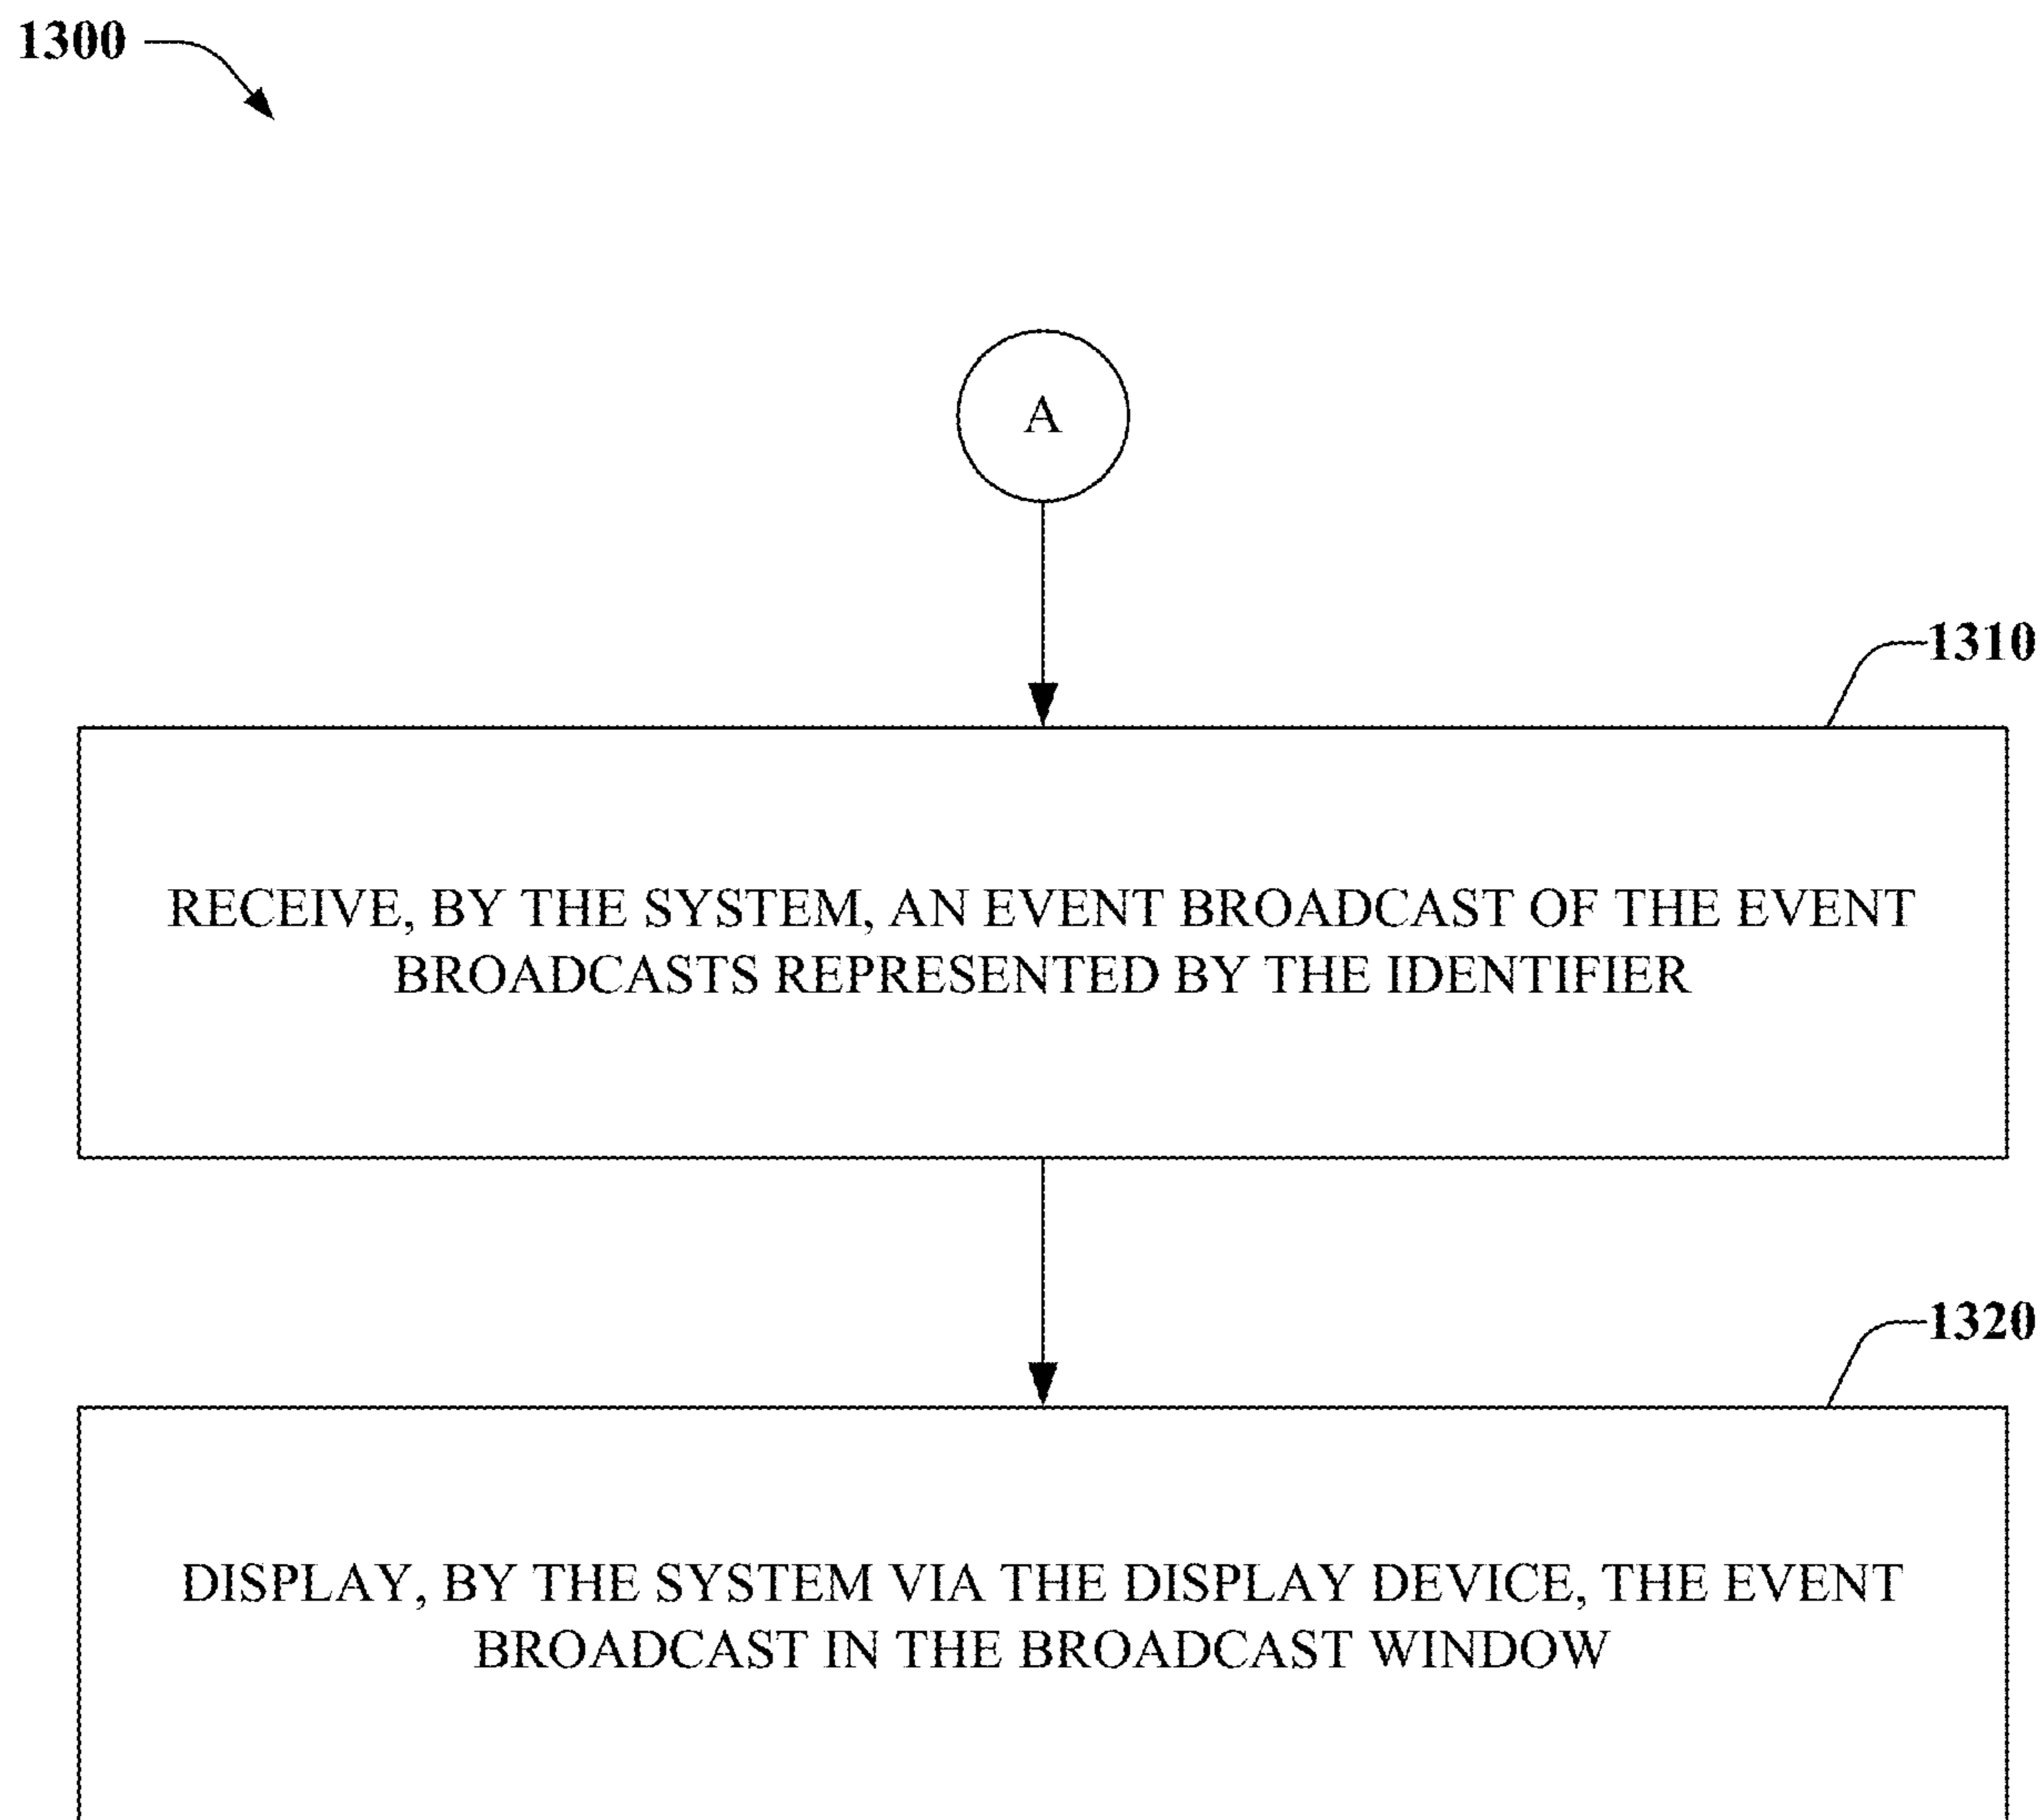 1300
A
1310
RECEIVE, BY THE SYSTEM, AN EVENT BROADCAST OF THE EVENT
BROADCASTS REPRESENTED BY THE IDENTIFIER
1320
DISPLAY, BY THE SYSTEM VIA THE DISPLAY DEVICE, THE EVENT
BROADCAST IN THE BROADCAST WINDOW